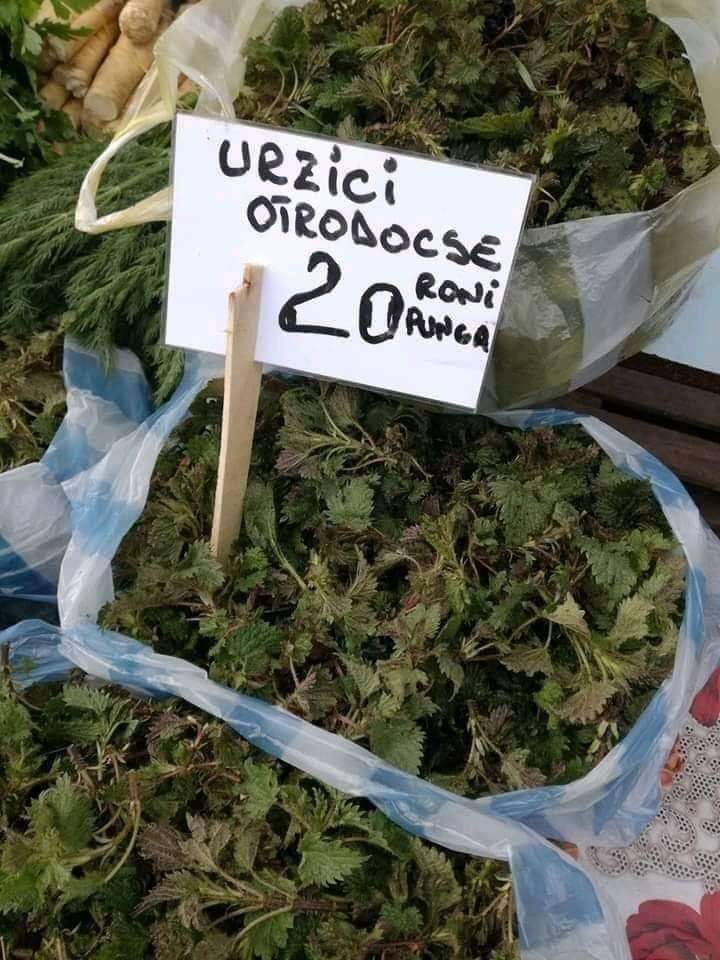 URZiCi
OTRODOCSE
20 RONi
PUNGA